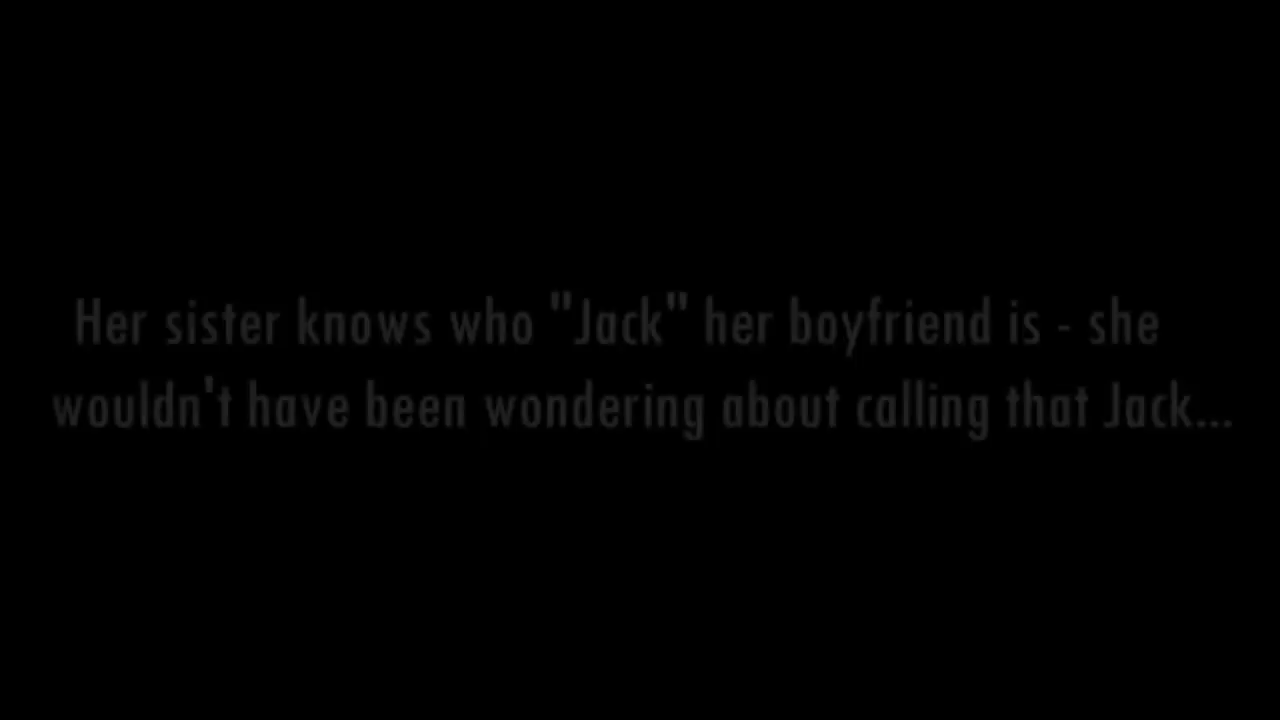 Her sister knows who "Jack" her boyfriend is - she
wouldn't have been wondering about calling that Jack...